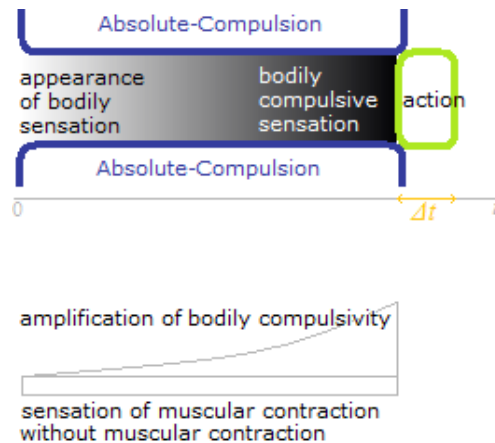 Absolute-Compulsion
appearance
of bodily
sensation
bodily
compulsive
sensation
action
Absolute-Compulsion
0
Δt
t
amplification of bodily compulsivity
sensation of muscular contraction
without muscular contraction